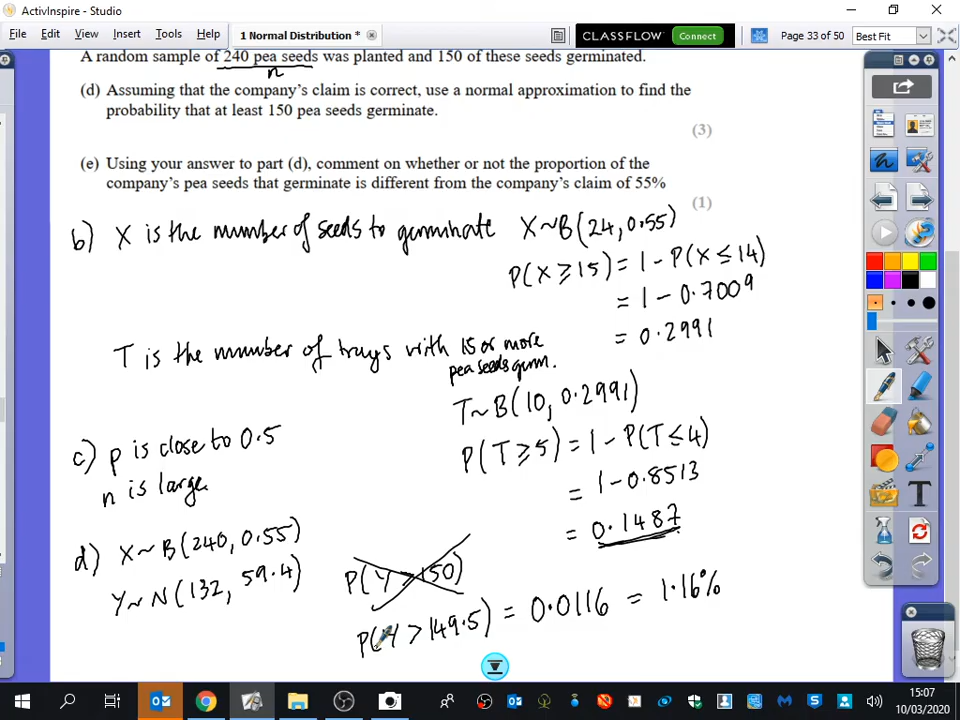 ActivInspire - Studio
File Edit View Insert Tools Help
1 Normal Distribution *
CLASSFLOW Connect
Page 33 of 50 Best Fit
A random sample of 240 pea seeds was planted and 150 of these seeds germinated.
n
(d) Assuming that the company's claim is correct, use a normal approximation to find the
probability that at least 150 pea seeds germinate.
(3)
(e) Using your answer to part (d), comment on whether or not the proportion of the
company's pea seeds that germinate is different from the company's claim of 55%
(1)
b) X is the number of seeds to germinate X~B(24, 0.55)
P(X ≥ 15) = 1 - P(X ≤ 14)
= 1 - 0.7009
= 0.2991
T is the number of trays with 15 or more
pea seeds germ.
T~B(10, 0.2991)
P(T ≥ 5) = 1 - P(T ≤ 4)
= 1 - 0.8513
= 0.1487
c) p is close to 0.5
n is large
d) X ~ B(240, 0.55)
Y~ N(132, 59.4)
P(Y > 150)
P(Y > 149.5) = 0.0116 = 1.16%
15:07
10/03/2020